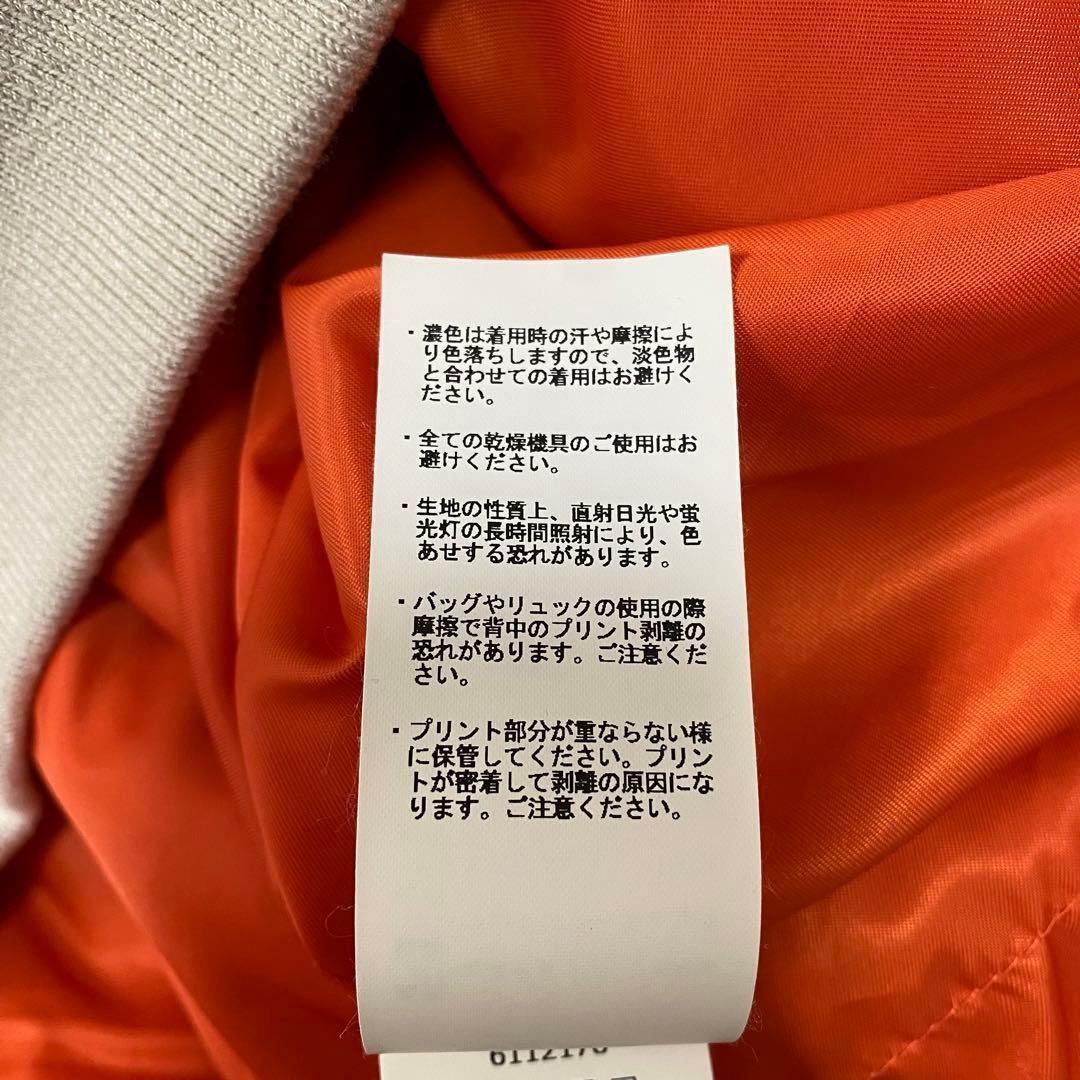 ・濃色は着用時の汗や摩擦によ
り色落ちしますので、淡色物
と合わせての着用はお避けく
ださい。
・全ての乾燥機具のご使用はお
避けください。
・生地の性質上、直射日光や蛍
光灯の長時間照射により、色
あせする恐れがあります。
・バッグやリュックの使用の際
摩擦で背中のプリント剥離の
恐れがあります。ご注意くだ
さい。
・プリント部分が重ならない様
に保管してください。プリン
トが密着して剥離の原因にな
ります。ご注意ください。